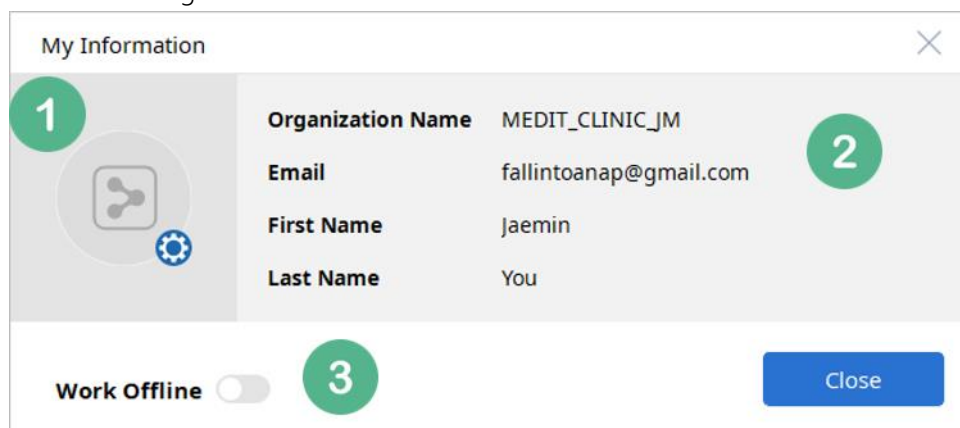 My Information
1
Organization Name MEDIT_CLINIC_JM
2
Email fallintoanap@gmail.com
First Name Jaemin
Last Name You
Work Offline
3
Close